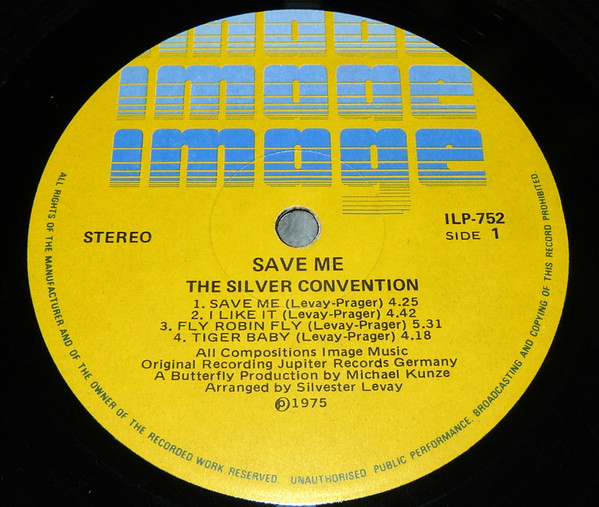 image
image
image
STEREO
ILP-752
SIDE 1
SAVE ME
THE SILVER CONVENTION
1. SAVE ME (Levay-Prager) 4.25
2. I LIKE IT (Levay-Prager) 4.42
3. FLY ROBIN FLY (Levay-Prager) 5.31
4. TIGER BABY (Levay-Prager) 4.18
All Compositions Image Music
Original Recording Jupiter Records Germany
A Butterfly Production by Michael Kunze
Arranged by Silvester Levay
℗1975
ALL RIGHTS OF THE MANUFACTURER AND OF THE OWNER OF THE RECORDED WORK RESERVED. UNAUTHORISED PUBLIC PERFORMANCE, BROADCASTING AND COPYING OF THIS RECORD PROHIBITED.